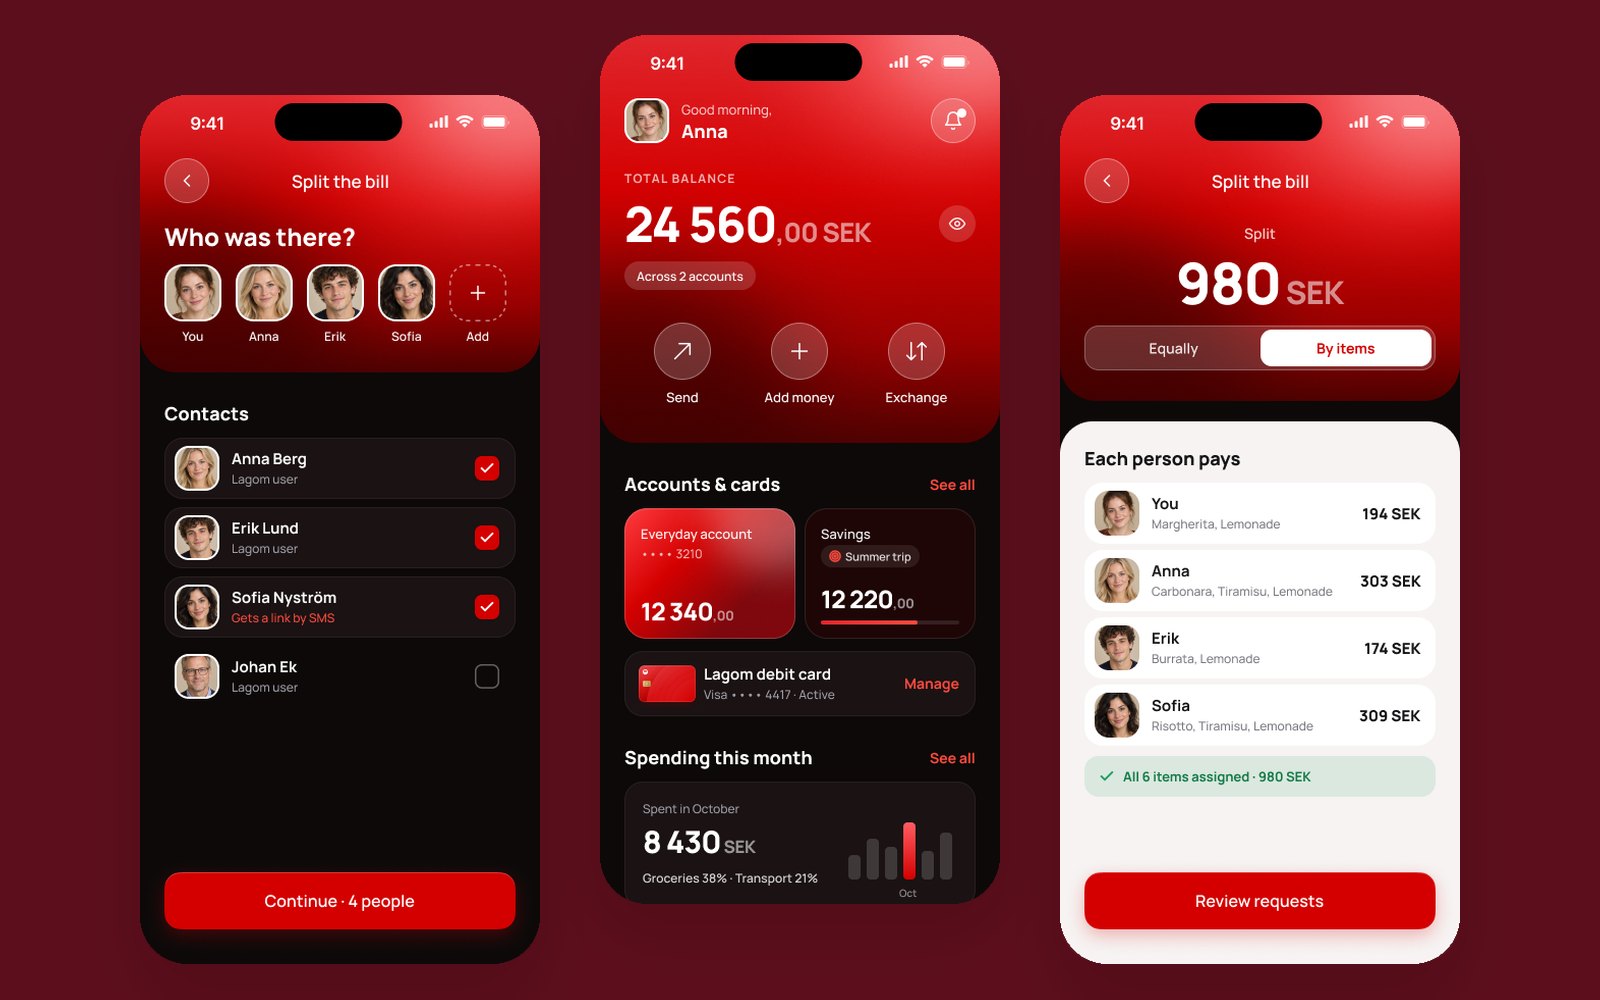 9:41
Split the bill
Who was there?
You
Anna
Erik
Sofia
Add
Contacts
Anna Berg
Lagom user
Erik Lund
Lagom user
Sofia Nyström
Gets a link by SMS
Johan Ek
Lagom user
Continue · 4 people
9:41
Good morning,
Anna
TOTAL BALANCE
24 560,00 SEK
Across 2 accounts
Send
Add money
Exchange
Accounts & cards
See all
Everyday account
•••• 3210
12 340,00
Savings
Summer trip
12 220,00
Lagom debit card
Visa •••• 4417 · Active
Manage
Spending this month
See all
Spent in October
8 430 SEK
Groceries 38% · Transport 21%
Oct
9:41
Split the bill
Split
980 SEK
Equally
By items
Each person pays
You
Margherita, Lemonade
194 SEK
Anna
Carbonara, Tiramisu, Lemonade
303 SEK
Erik
Burrata, Lemonade
174 SEK
Sofia
Risotto, Tiramisu, Lemonade
309 SEK
All 6 items assigned · 980 SEK
Review requests